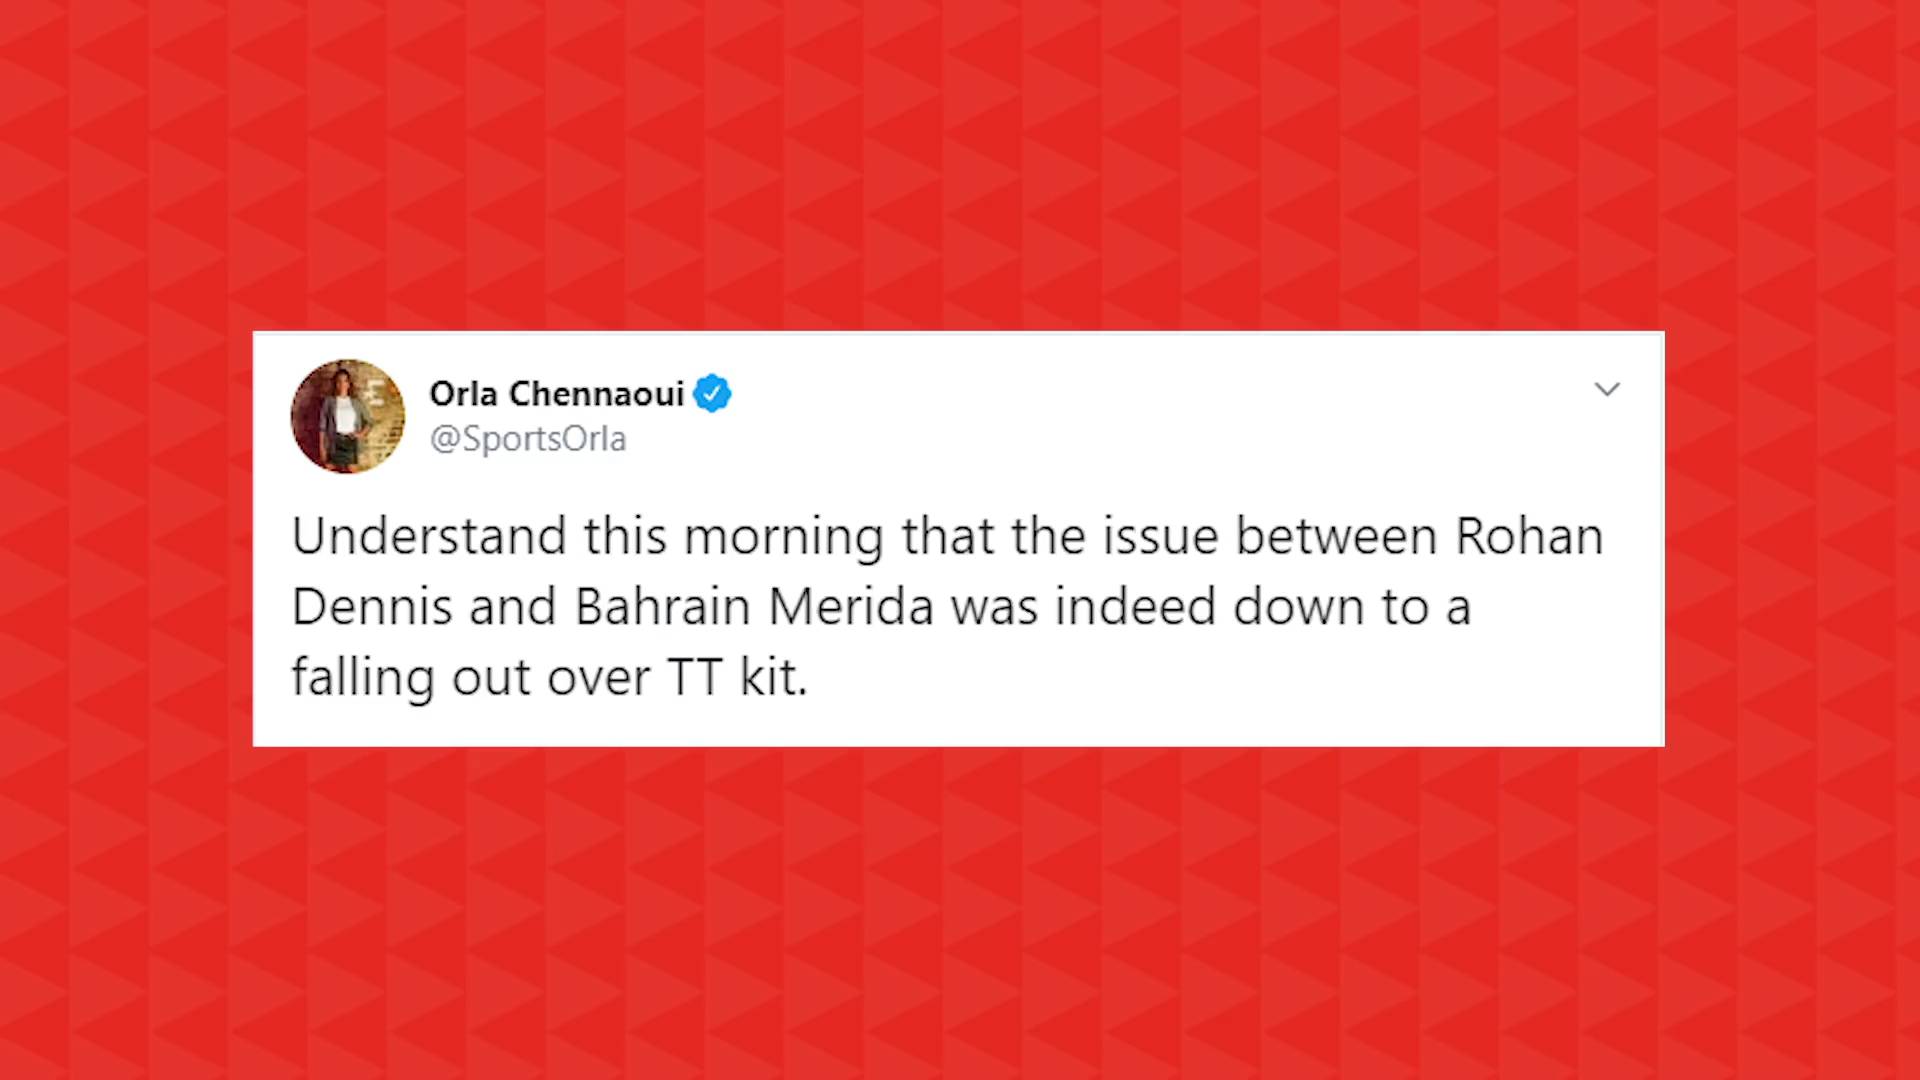 Orla Chennaoui
@SportsOrla
Understand this morning that the issue between Rohan
Dennis and Bahrain Merida was indeed down to a
falling out over TT kit.